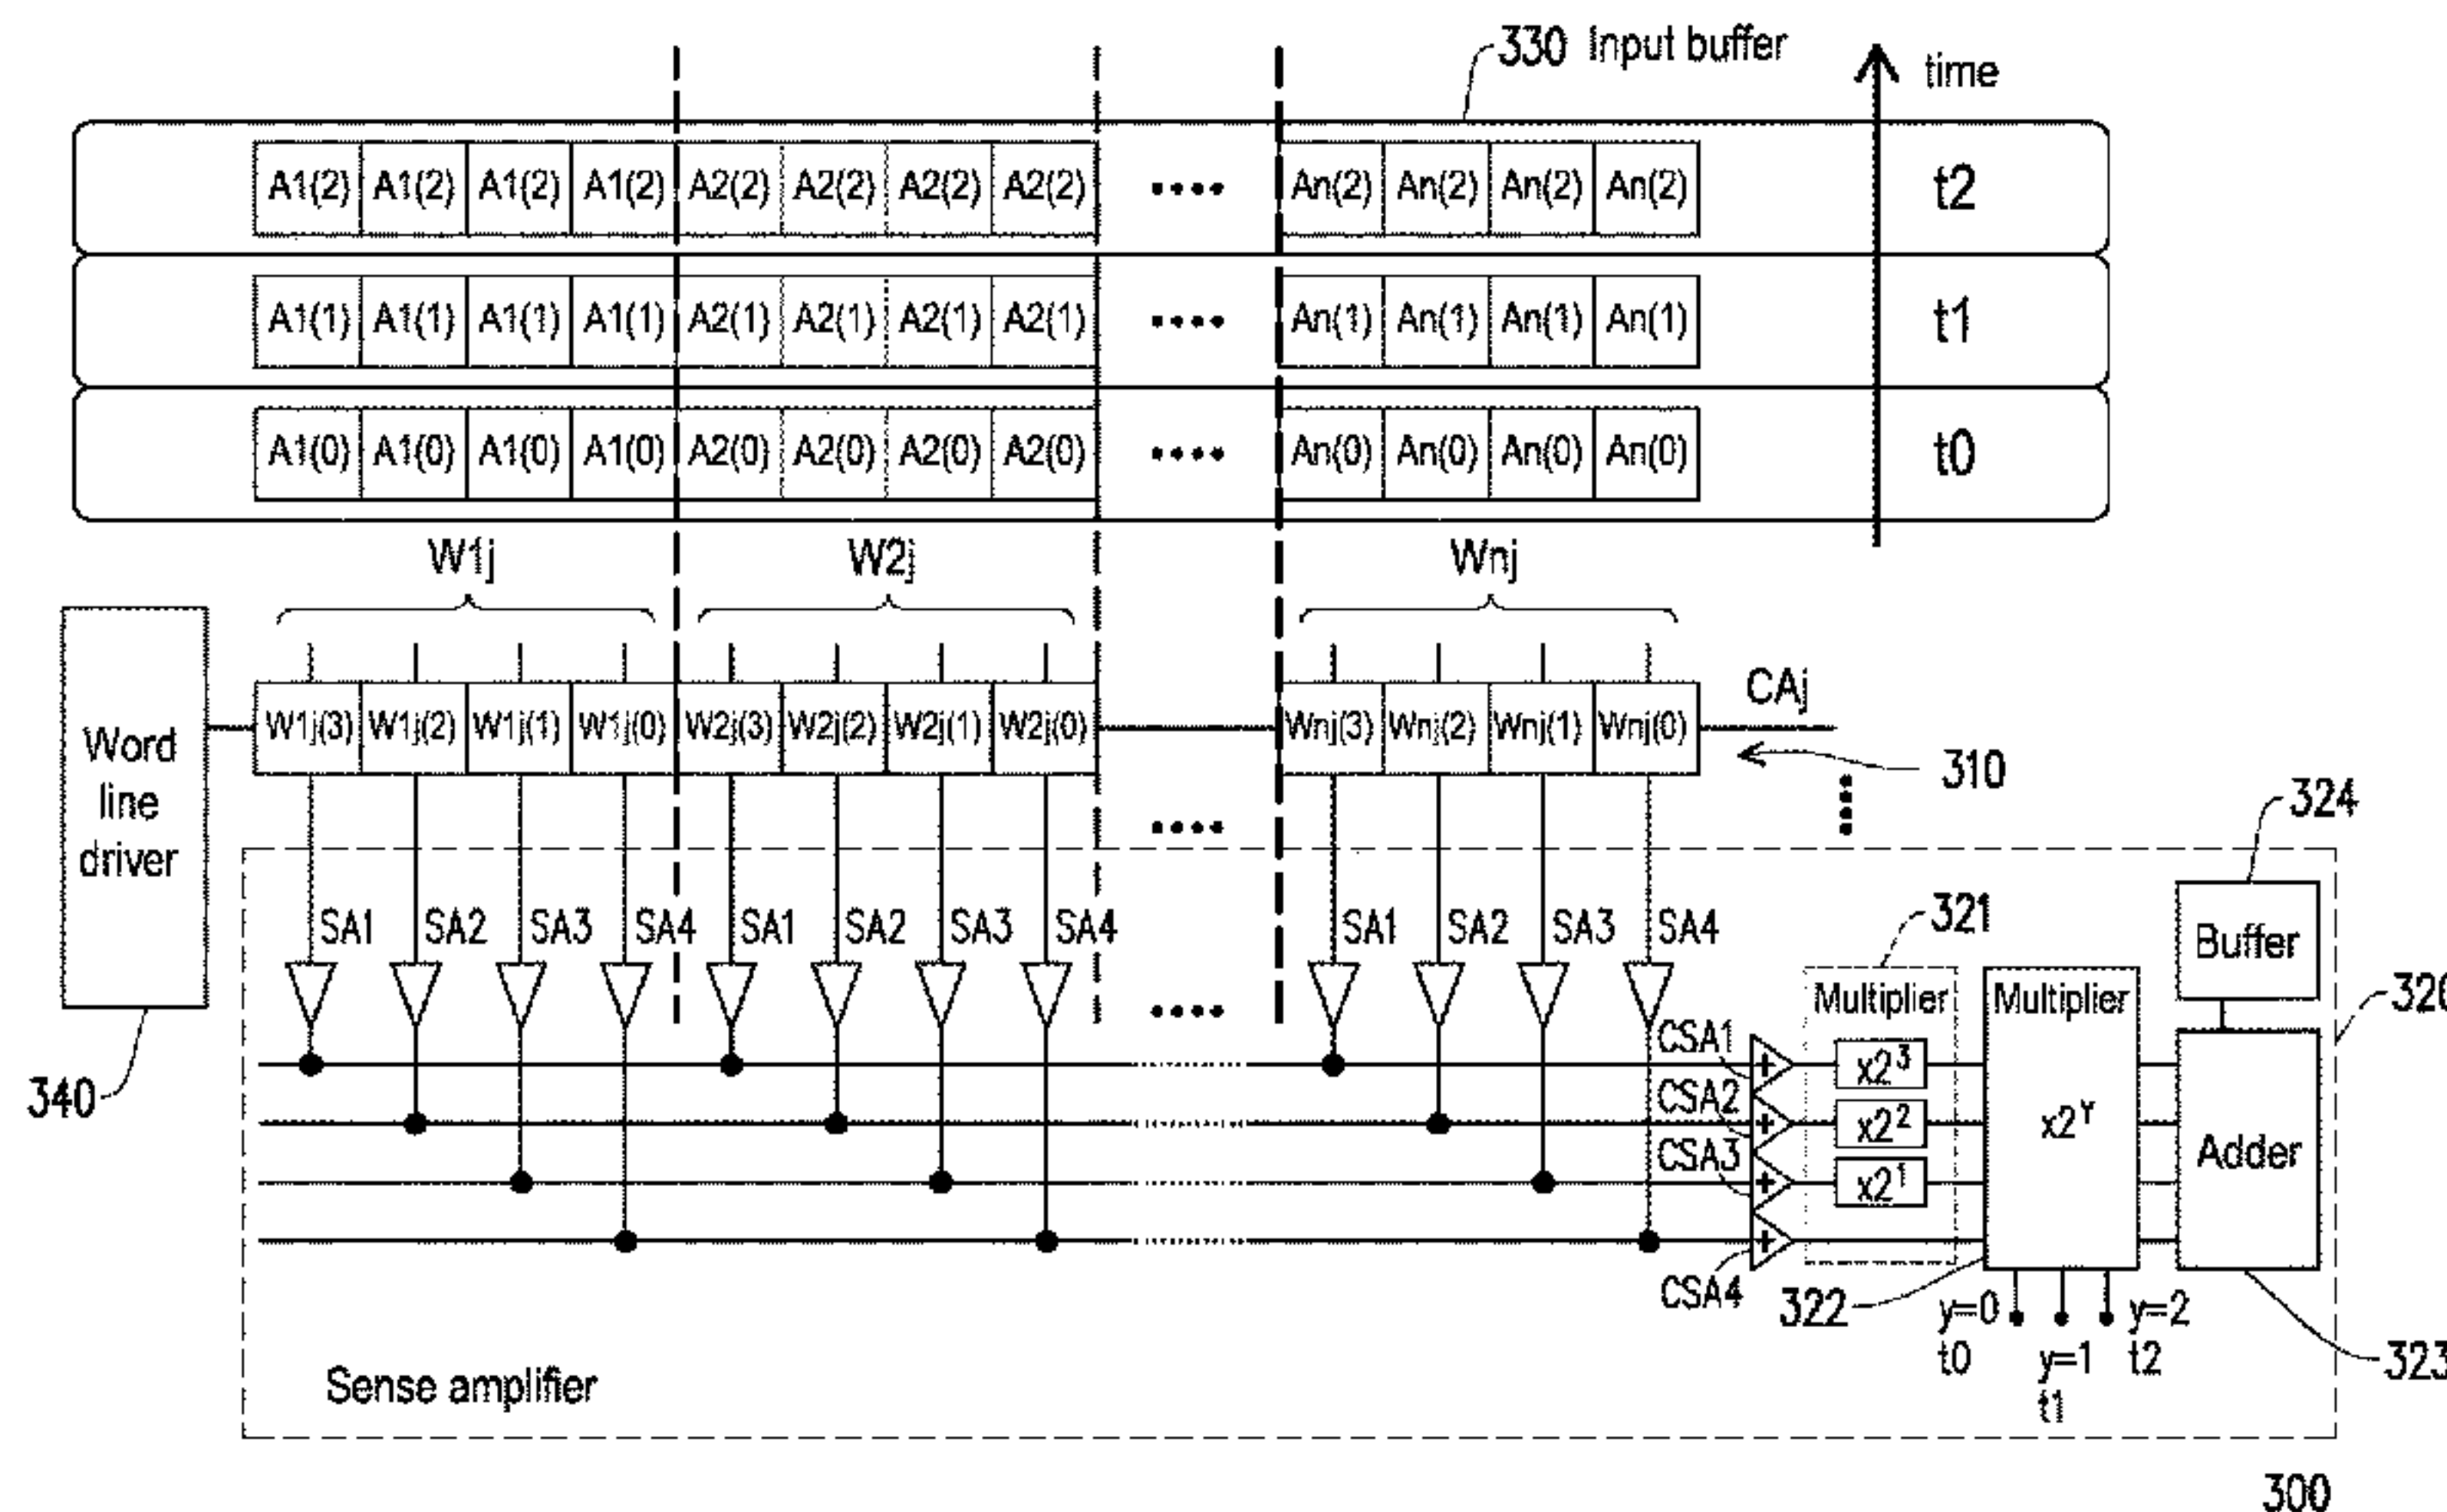 330 Input buffer
time
A1(2) A1(2) A1(2) A1(2) A2(2) A2(2) A2(2) A2(2) •••• An(2) An(2) An(2) An(2) t2
A1(1) A1(1) A1(1) A1(1) A2(1) A2(1) A2(1) A2(1) •••• An(1) An(1) An(1) An(1) t1
A1(0) A1(0) A1(0) A1(0) A2(0) A2(0) A2(0) A2(0) •••• An(0) An(0) An(0) An(0) t0
W1j W2j Wnj
Word
line
driver
340
W1j(3) W1j(2) W1j(1) W1j(0) W2j(3) W2j(2) W2j(1) W2j(0) Wnj(3) Wnj(2) Wnj(1) Wnj(0)
CAj
310
SA1 SA2 SA3 SA4 SA1 SA2 SA3 SA4 SA1 SA2 SA3 SA4
324
Buffer
321
Multiplier
Multiplier
320
CSA1
CSA2
CSA3
CSA4
x2³
x2²
x2¹
x2ʸ
Adder
322
y=0
t0
y=1
t1
y=2
t2
323
Sense amplifier
300